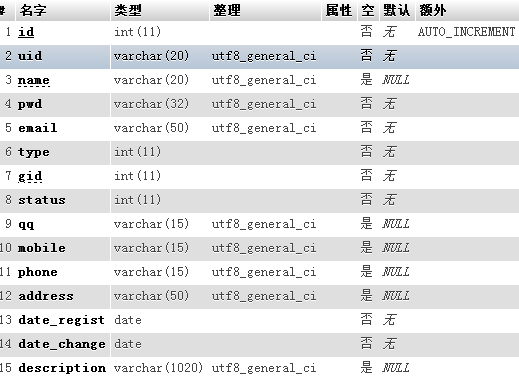 # 名字 类型 整理 属性 空 默认 额外
1 id int(11) 否 无 AUTO_INCREMENT
2 uid varchar(20) utf8_general_ci 否 无
3 name varchar(20) utf8_general_ci 是 NULL
4 pwd varchar(32) utf8_general_ci 否 无
5 email varchar(50) utf8_general_ci 否 无
6 type int(11) 否 无
7 gid int(11) 否 无
8 status int(11) 否 无
9 qq varchar(15) utf8_general_ci 是 NULL
10 mobile varchar(15) utf8_general_ci 是 NULL
11 phone varchar(15) utf8_general_ci 是 NULL
12 address varchar(50) utf8_general_ci 是 NULL
13 date_regist date 否 无
14 date_change date 否 无
15 description varchar(1020) utf8_general_ci 是 NULL